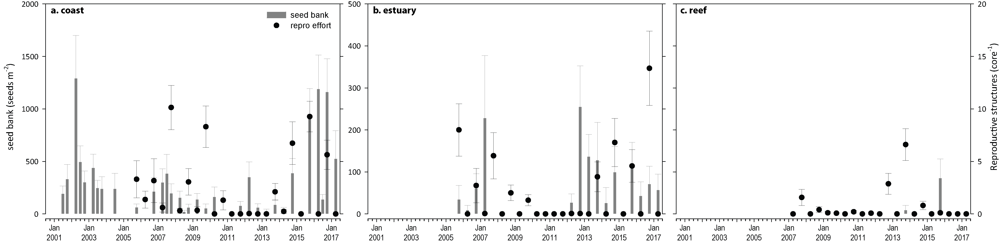 a. coast
seed bank
repro effort
b. estuary
c. reef
2000
1500
1000
500
0
seed bank (seeds m-2)
500
400
300
200
100
0
20
15
10
5
0
Reproductive structures (core-1)
Jan 2001
Jan 2003
Jan 2005
Jan 2007
Jan 2009
Jan 2011
Jan 2013
Jan 2015
Jan 2017
Jan 2001
Jan 2003
Jan 2005
Jan 2007
Jan 2009
Jan 2011
Jan 2013
Jan 2015
Jan 2017
Jan 2001
Jan 2003
Jan 2005
Jan 2007
Jan 2009
Jan 2011
Jan 2013
Jan 2015
Jan 2017